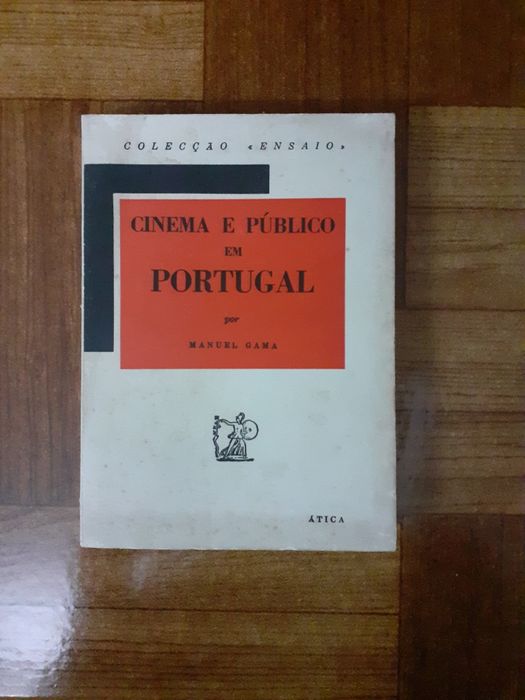 COLECÇÃO «ENSAIO»
CINEMA E PÚBLICO
EM
PORTUGAL
por
MANUEL GAMA
ÁTICA